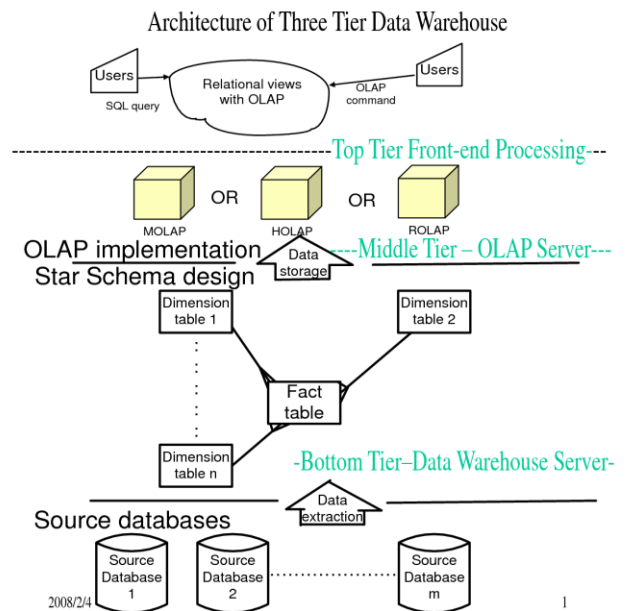 Architecture of Three Tier Data Warehouse
Users
Relational views
with OLAP
Users
SQL query
OLAP
command
-Top Tier Front-end Processing-
OR
OR
MOLAP
HOLAP
ROLAP
OLAP implementation
Data
storage
----Middle Tier – OLAP Server---
Star Schema design
Dimension
table 1
Dimension
table 2
Fact
table
Dimension
table n
-Bottom Tier–Data Warehouse Server-
Data
extraction
Source databases
Source
Database
1
Source
Database
2
Source
Database
m
2008/2/4
1